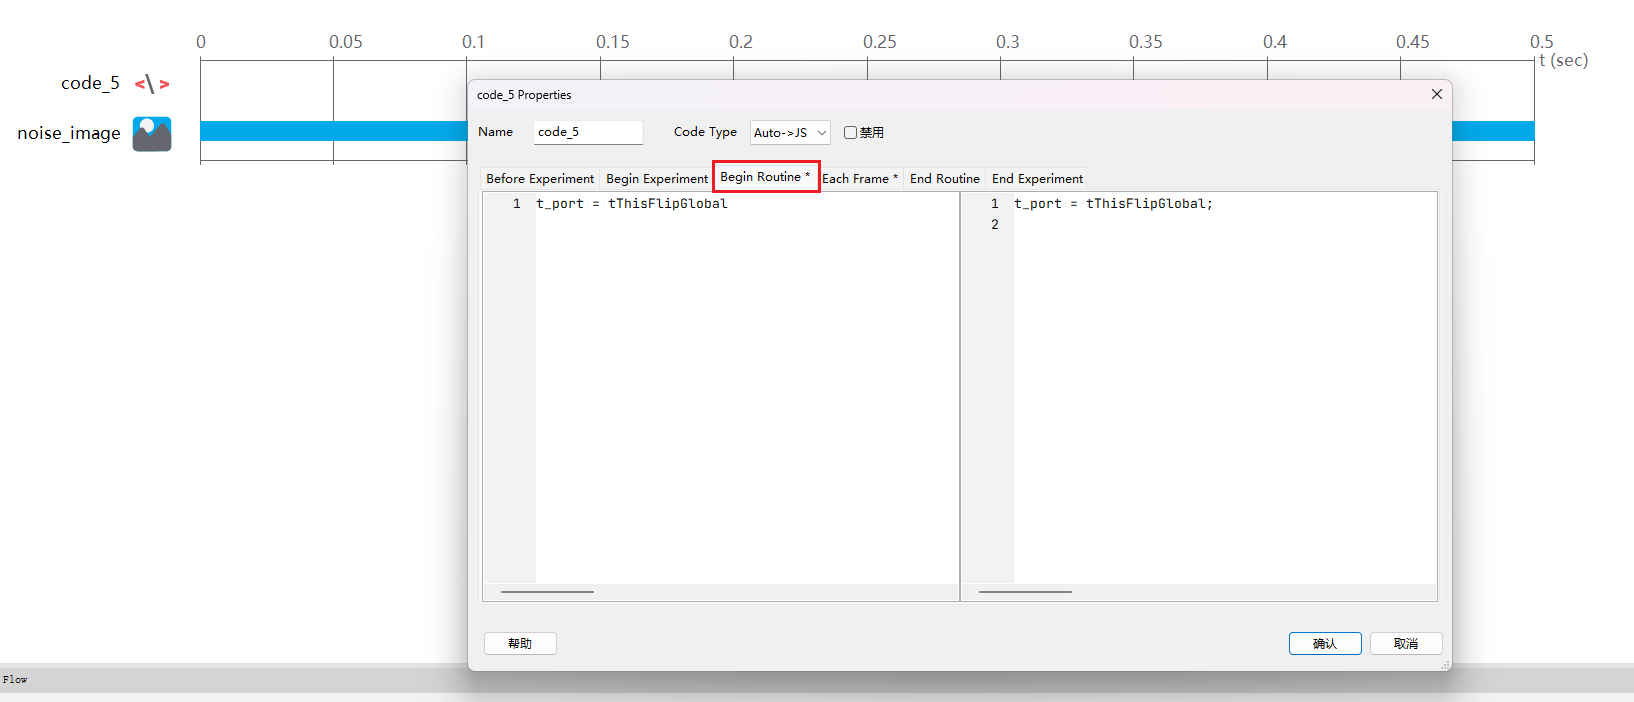 0 0.05 0.1 0.15 0.2 0.25 0.3 0.35 0.4 0.45 0.5
t (sec)
code_5
noise_image
code_5 Properties
Name code_5 Code Type Auto->JS 禁用
Before Experiment Begin Experiment Begin Routine * Each Frame * End Routine End Experiment
1 t_port = tThisFlipGlobal
1 t_port = tThisFlipGlobal;
2
帮助 确认 取消
Flow